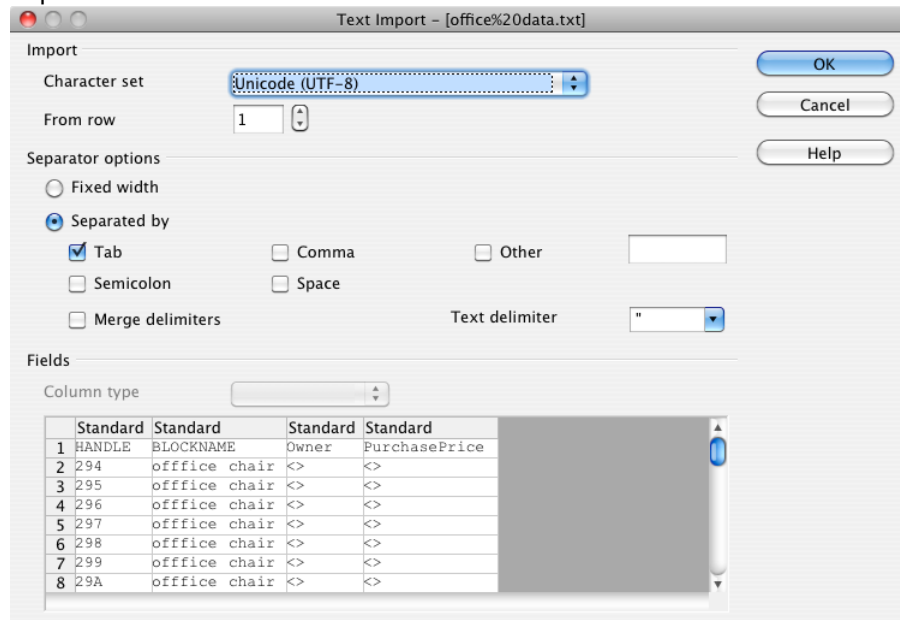 Text Import – [office%20data.txt]
Import
OK
Character set Unicode (UTF-8)
Cancel
From row 1
Separator options
Help
Fixed width
Separated by
Tab Comma Other
Semicolon Space
Merge delimiters Text delimiter "
Fields
Column type
Standard Standard Standard Standard
1 HANDLE BLOCKNAME Owner PurchasePrice
2 294 offfice chair <> <>
3 295 offfice chair <> <>
4 296 offfice chair <> <>
5 297 offfice chair <> <>
6 298 offfice chair <> <>
7 299 offfice chair <> <>
8 29A offfice chair <> <>